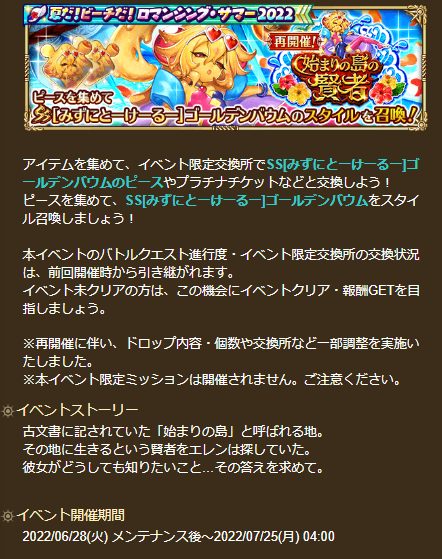 夏だ!ビーチだ!ロマンシング・サマー2022
再開催!
始まりの島の
賢者
ピースを集めて
SS[みずにとーけーるー]ゴールデンバウムのスタイルを召喚!
アイテムを集めて、イベント限定交換所でSS[みずにとーけーるー]ゴ
ールデンバウムのピースやプラチナチケットなどと交換しよう!
ピースを集めて、SS[みずにとーけーるー]ゴールデンバウムをスタイ
ル召喚しましょう!
本イベントのバトルクエスト進行度・イベント限定交換所の交換状況
は、前回開催時から引き継がれます。
イベント未クリアの方は、この機会にイベントクリア・報酬GETを目
指しましょう。
※再開催に伴い、ドロップ内容・個数や交換所など一部調整を実施い
たしました。
※本イベント限定ミッションは開催されません。ご注意ください。
イベントストーリー
古文書に記されていた「始まりの島」と呼ばれる地。
その地に生きるという賢者をエレンは探していた。
彼女がどうしても知りたいこと…その答えを求めて。
イベント開催期間
2022/06/28(火) メンテナンス後~2022/07/25(月) 04:00